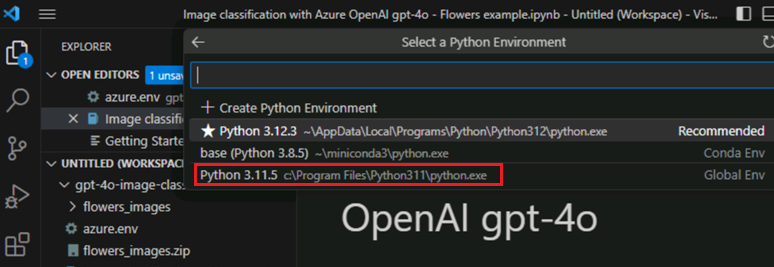 Image classification with Azure OpenAI gpt-4o - Flowers example.ipynb - Untitled (Workspace) - Vis...
EXPLORER
OPEN EDITORS 1 unsav
azure.env gpt
Image classif
Getting Starte
UNTITLED (WORKSPAC
gpt-4o-image-clas
flowers_images
azure.env
flowers_images.zip
1
Select a Python Environment
Create Python Environment
Python 3.12.3 ~\AppData\Local\Programs\Python\Python312\python.exe Recommended
base (Python 3.8.5) ~\miniconda3\python.exe Conda Env
Python 3.11.5 c:\Program Files\Python311\python.exe Global Env
OpenAI gpt-4o